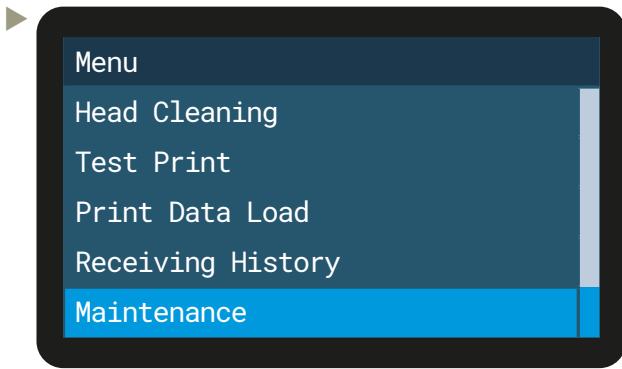 Menu
Head Cleaning
Test Print
Print Data Load
Receiving History
Maintenance